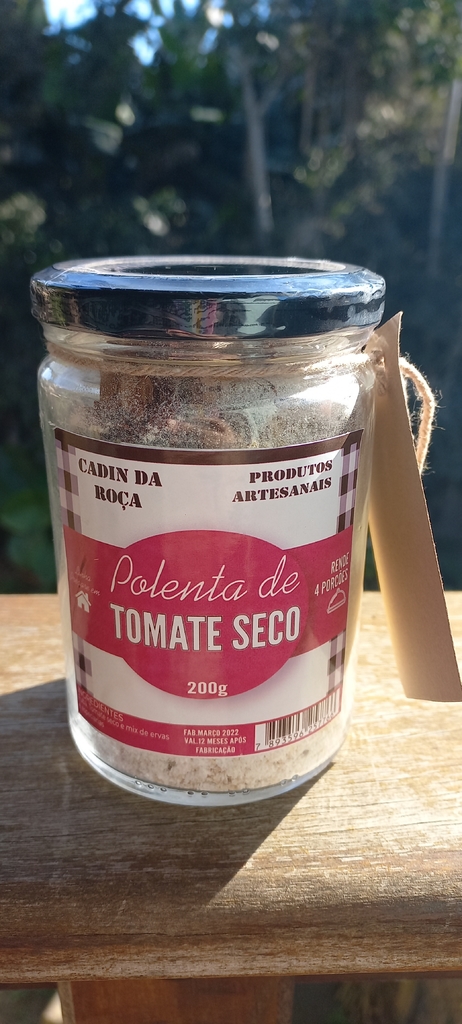 CADIN DA
ROÇA
PRODUTOS
ARTESANAIS
RENDE
4 PORÇÕES
Polenta de
TOMATE SECO
200g
seco e mix de ervas
FAB.MARÇO 2022
VAL.12 MESES APÓS
FABRICAÇÃO